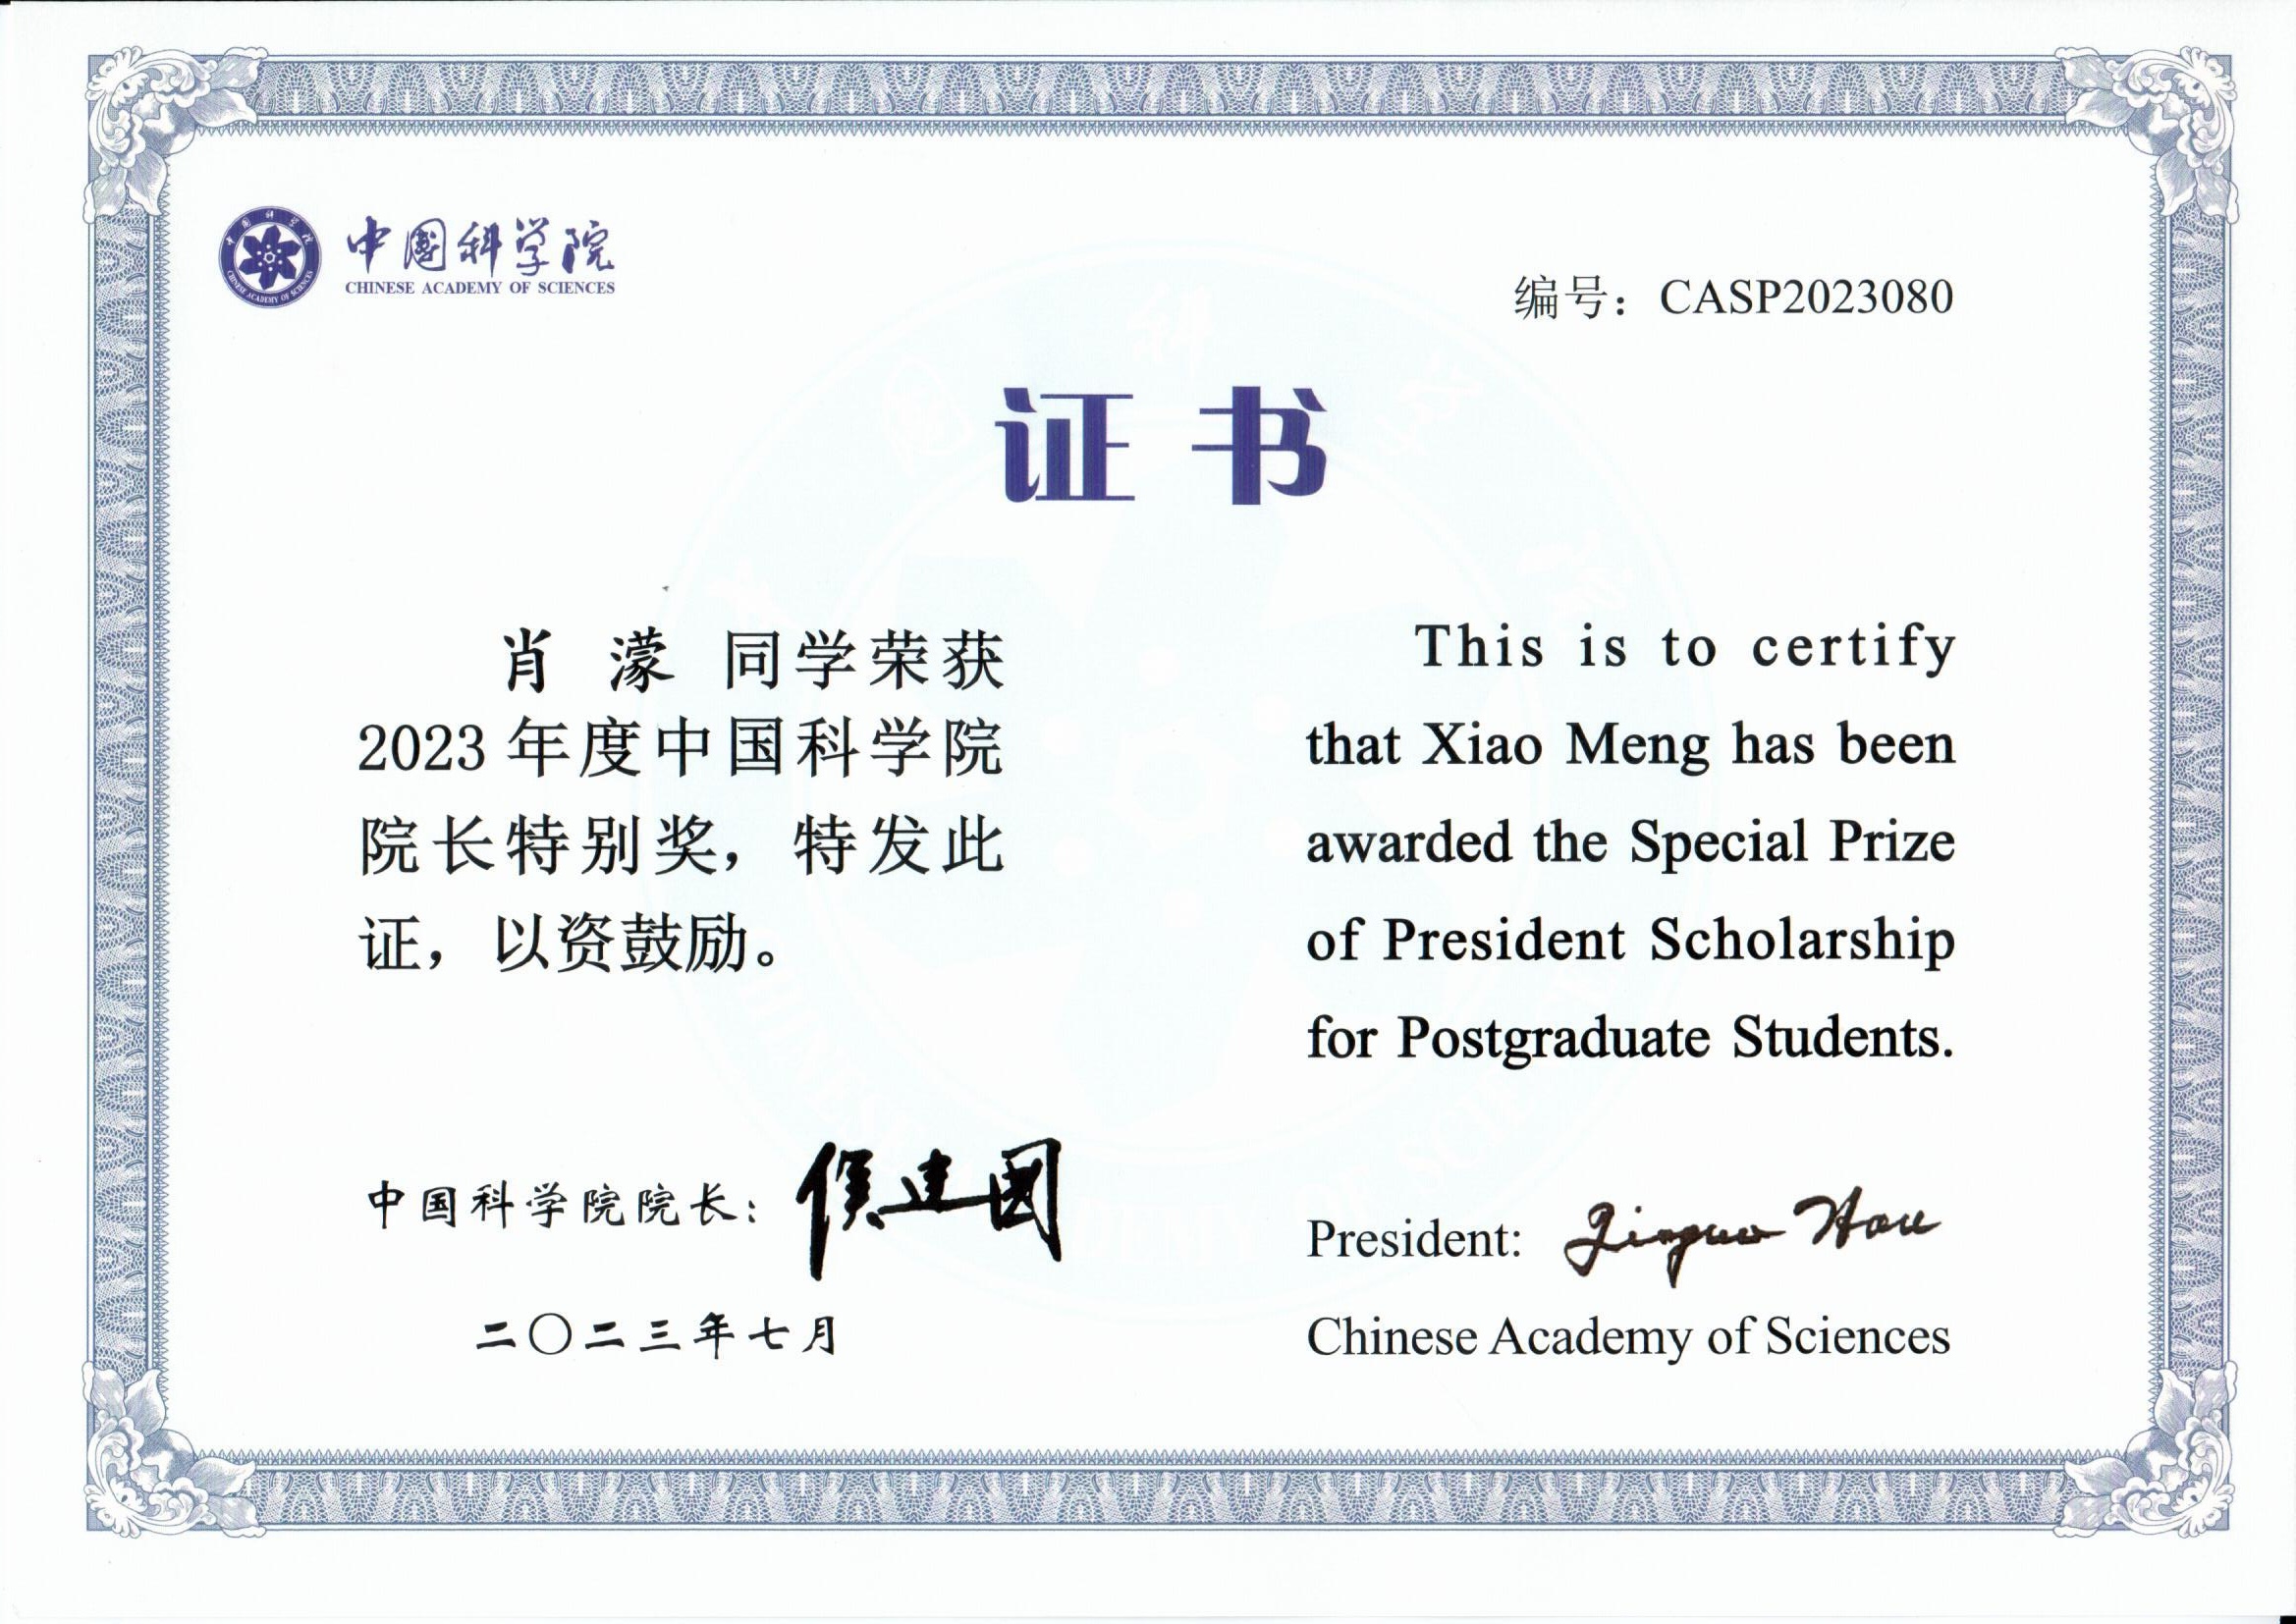 中国科学院
CHINESE ACADEMY OF SCIENCES
编号：CASP2023080
证书
肖 濛 同学荣获
2023 年度中国科学院
院长特别奖，特发此
证，以资鼓励。
中国科学院院长：侯建国
二〇二三年七月
This is to certify
that Xiao Meng has been
awarded the Special Prize
of President Scholarship
for Postgraduate Students.
President: Jianguo Hou
Chinese Academy of Sciences